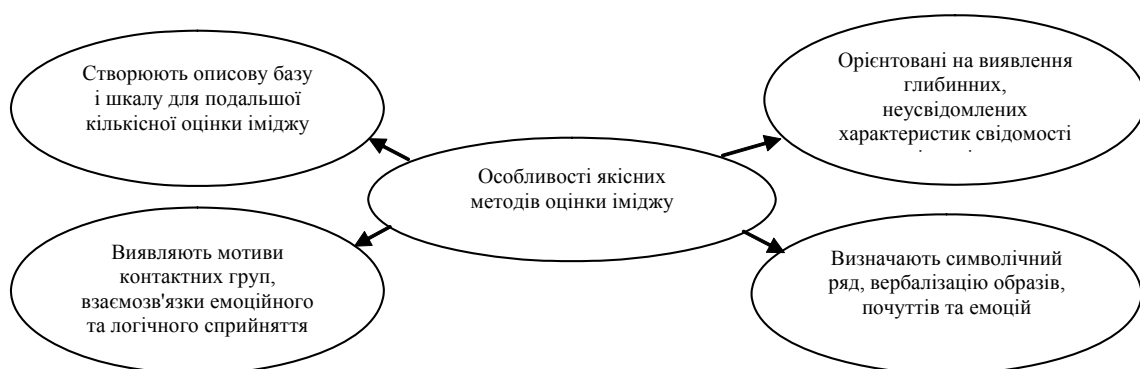 Створюють описову базу
і шкалу для подальшої
кількісної оцінки іміджу
Орієнтовані на виявлення
глибинних,
неусвідомлених
характеристик свідомості
Особливості якісних
методів оцінки іміджу
Виявляють мотиви
контактних груп,
взаємозв'язки емоційного
та логічного сприйняття
Визначають символічний
ряд, вербалізацію образів,
почуттів та емоцій